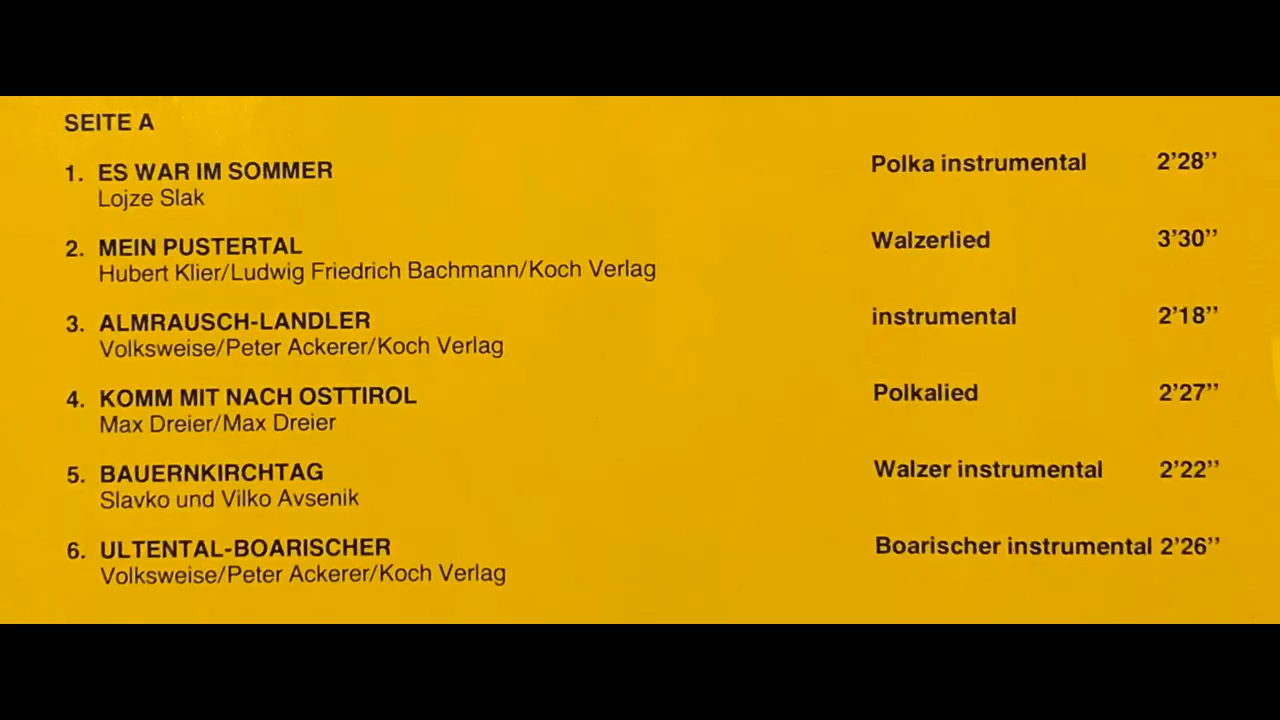 SEITE A
1. ES WAR IM SOMMER Polka instrumental 2’28’’
Lojze Slak
2. MEIN PUSTERTAL Walzerlied 3’30’’
Hubert Klier/Ludwig Friedrich Bachmann/Koch Verlag
3. ALMRAUSCH-LANDLER instrumental 2’18’’
Volksweise/Peter Ackerer/Koch Verlag
4. KOMM MIT NACH OSTTIROL Polkalied 2’27’’
Max Dreier/Max Dreier
5. BAUERNKIRCHTAG Walzer instrumental 2’22’’
Slavko und Vilko Avsenik
6. ULTENTAL-BOARISCHER Boarischer instrumental 2’26’’
Volksweise/Peter Ackerer/Koch Verlag